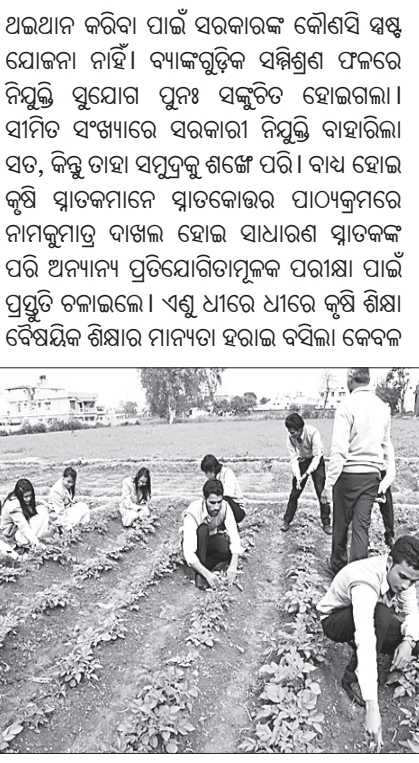 ଥଇଥାନ କରିବା ପାଇଁ ସରକାରଙ୍କ କୌଣସି ସ୍ପଷ୍ଟ
ଯୋଜନା ନାହିଁ। ବ୍ୟାଙ୍କଗୁଡ଼ିକ ସମ୍ମିଶ୍ରଣ ଫଳରେ
ନିଯୁକ୍ତି ସୁଯୋଗ ପୁନଃ ସଙ୍କୁଚିତ ହୋଇଗଲା।
ସୀମିତ ସଂଖ୍ୟାରେ ସରକାରୀ ନିଯୁକ୍ତି ବାହାରିଲା
ସତ, କିନ୍ତୁ ତାହା ସମୁଦ୍ରକୁ ଶଙ୍ଖେ ପରି। ବାଧ୍ୟ ହୋଇ
କୃଷି ସ୍ନାତକମାନେ ସ୍ନାତକୋତ୍ତର ପାଠ୍ୟକ୍ରମରେ
ନାମକୁମାତ୍ର ଦାଖଲ ହୋଇ ସାଧାରଣ ସ୍ନାତକଙ୍କ
ପରି ଅନ୍ୟାନ୍ୟ ପ୍ରତିଯୋଗିତାମୂଳକ ପରୀକ୍ଷା ପାଇଁ
ପ୍ରସ୍ତୁତି ଚଳାଇଲେ। ଏଣୁ ଧୀରେ ଧୀରେ କୃଷି ଶିକ୍ଷା
ବୈଷୟିକ ଶିକ୍ଷାର ମାନ୍ୟତା ହରାଇ ବସିଲା କେବଳ